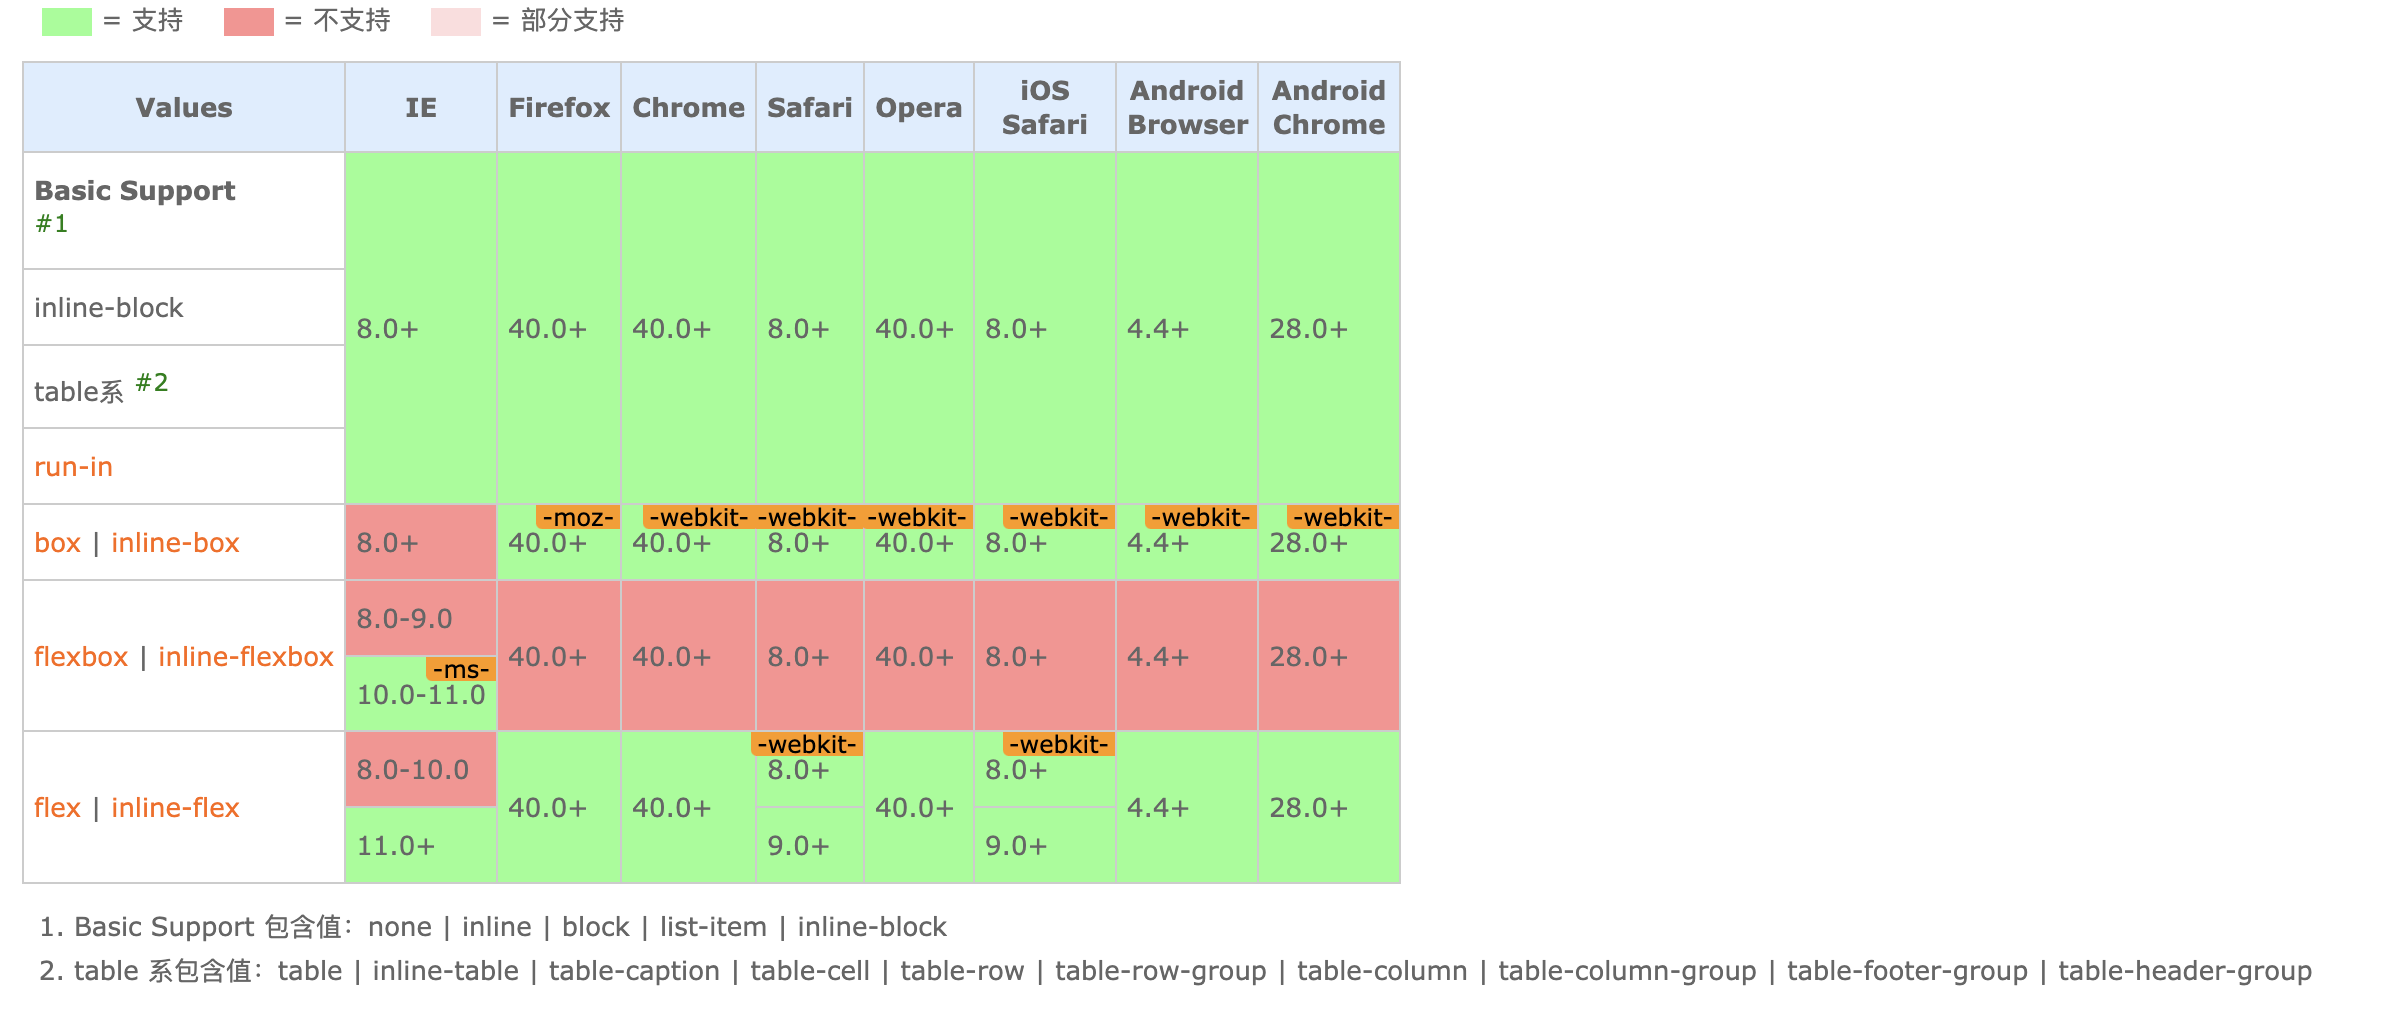 = 支持 = 不支持 = 部分支持
Values IE Firefox Chrome Safari Opera iOS Safari Android Browser Android Chrome
Basic Support
#1
inline-block
8.0+ 40.0+ 40.0+ 8.0+ 40.0+ 8.0+ 4.4+ 28.0+
table系 #2
run-in
-moz- -webkit- -webkit- -webkit- -webkit- -webkit- -webkit-
box | inline-box 8.0+ 40.0+ 40.0+ 8.0+ 40.0+ 8.0+ 4.4+ 28.0+
8.0-9.0
flexbox | inline-flexbox 40.0+ 40.0+ 8.0+ 40.0+ 8.0+ 4.4+ 28.0+
-ms-
10.0-11.0
-webkit- -webkit-
8.0-10.0 8.0+ 8.0+
flex | inline-flex 40.0+ 40.0+ 40.0+ 4.4+ 28.0+
11.0+ 9.0+ 9.0+
1. Basic Support 包含值：none | inline | block | list-item | inline-block
2. table 系包含值：table | inline-table | table-caption | table-cell | table-row | table-row-group | table-column | table-column-group | table-footer-group | table-header-group